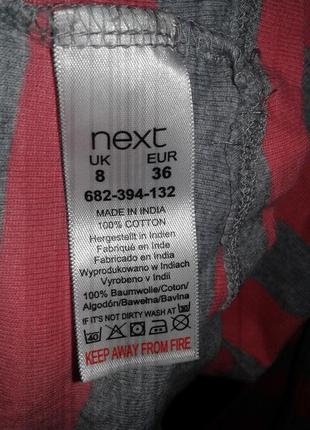 next
UK EUR
8 36
682-394-132
MADE IN INDIA
100% COTTON
Hergestellt in Indien
Fabriqué en Inde
Fabricado en India
Wyprodukowano w Indiach
Vyrobeno v Indii
100% Baumwolle/Coton/
Algodón/Bawełna/Bavlna
IF IT'S NOT DIRTY WASH AT 30
40
KEEP AWAY FROM FIRE